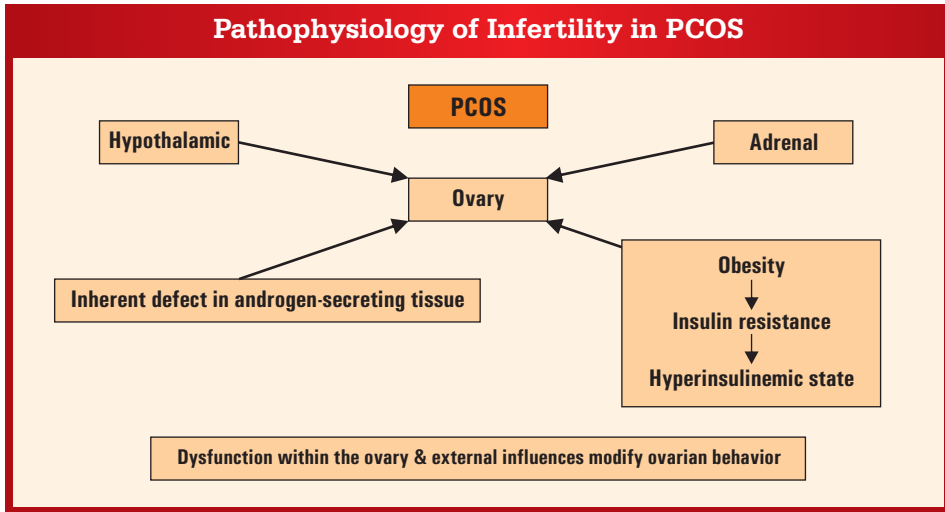 Pathophysiology of Infertility in PCOS
PCOS
Hypothalamic
Adrenal
Ovary
Inherent defect in androgen-secreting tissue
Obesity
Insulin resistance
Hyperinsulinemic state
Dysfunction within the ovary & external influences modify ovarian behavior